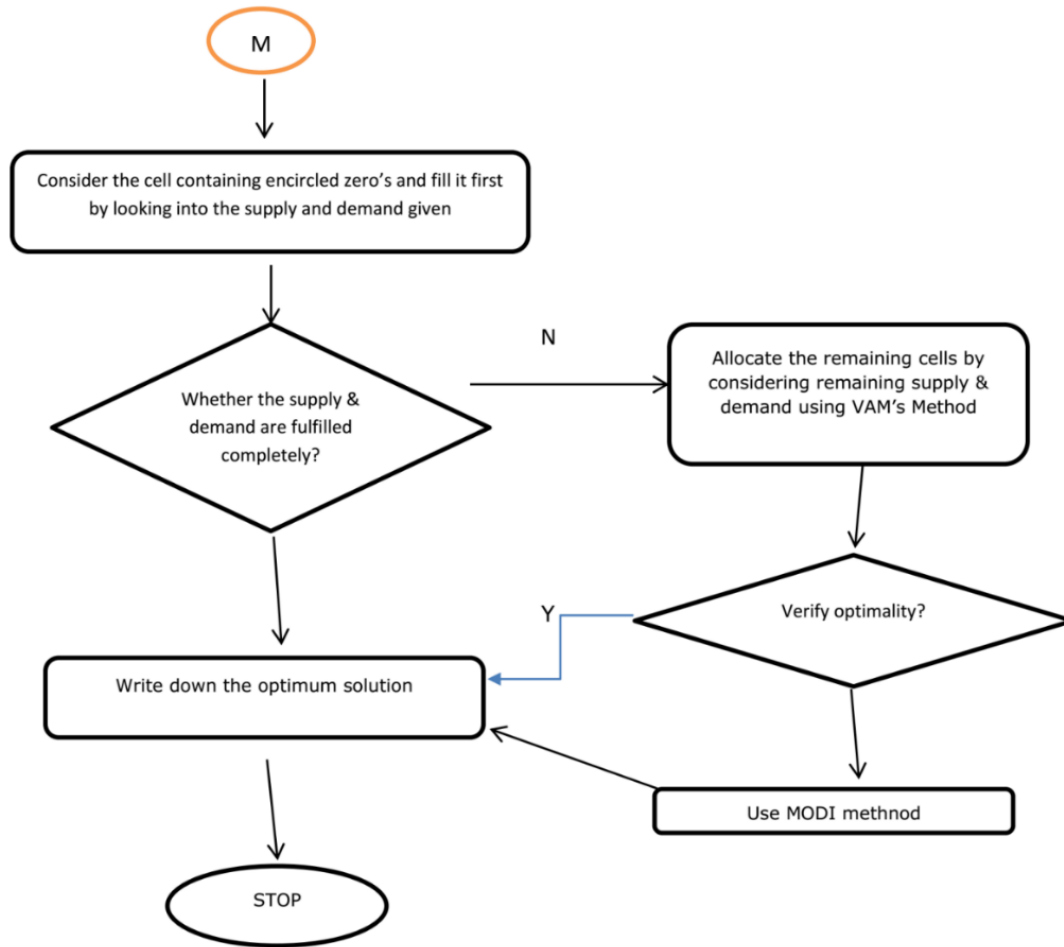 M
Consider the cell containing encircled zero’s and fill it first
by looking into the supply and demand given
N
Whether the supply &
demand are fulfilled
completely?
Allocate the remaining cells by
considering remaining supply &
demand using VAM’s Method
Verify optimality?
Y
Write down the optimum solution
Use MODI methnod
STOP